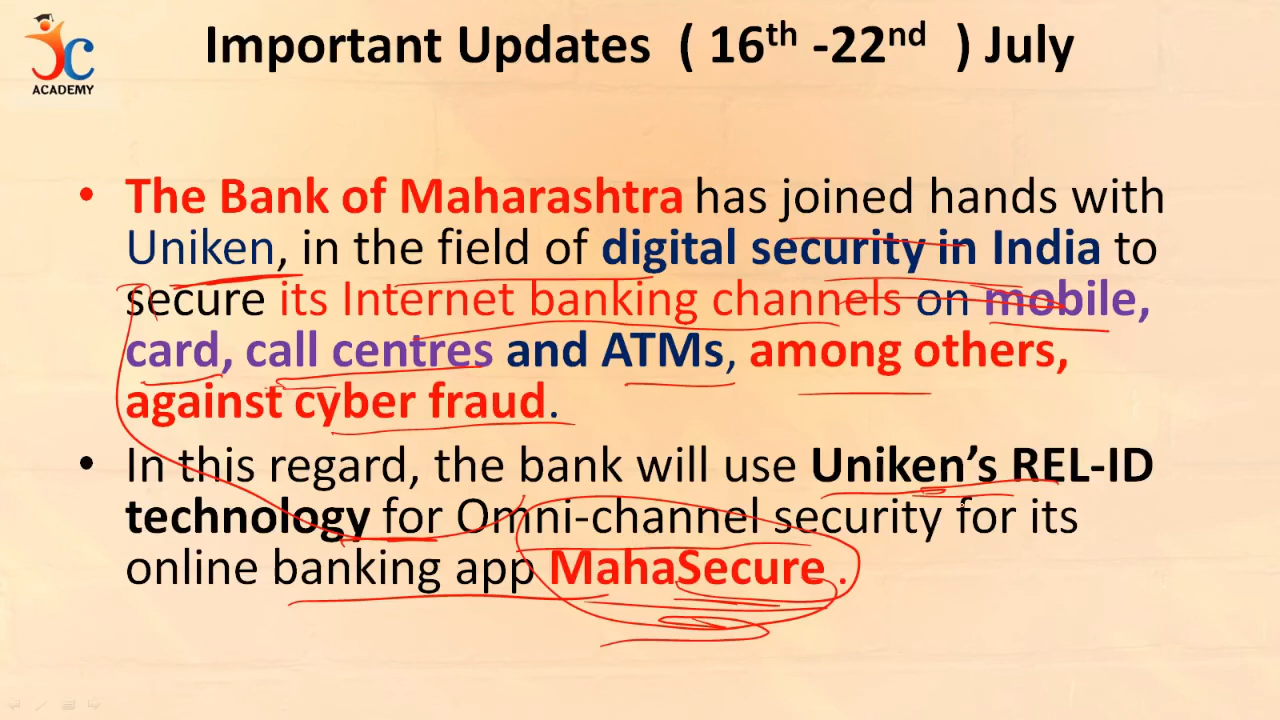 JC
ACADEMY
Important Updates ( 16th -22nd ) July
• The Bank of Maharashtra has joined hands with
Uniken, in the field of digital security in India to
secure its Internet banking channels on mobile,
card, call centres and ATMs, among others,
against cyber fraud.
• In this regard, the bank will use Uniken’s REL-ID
technology for Omni-channel security for its
online banking app MahaSecure .